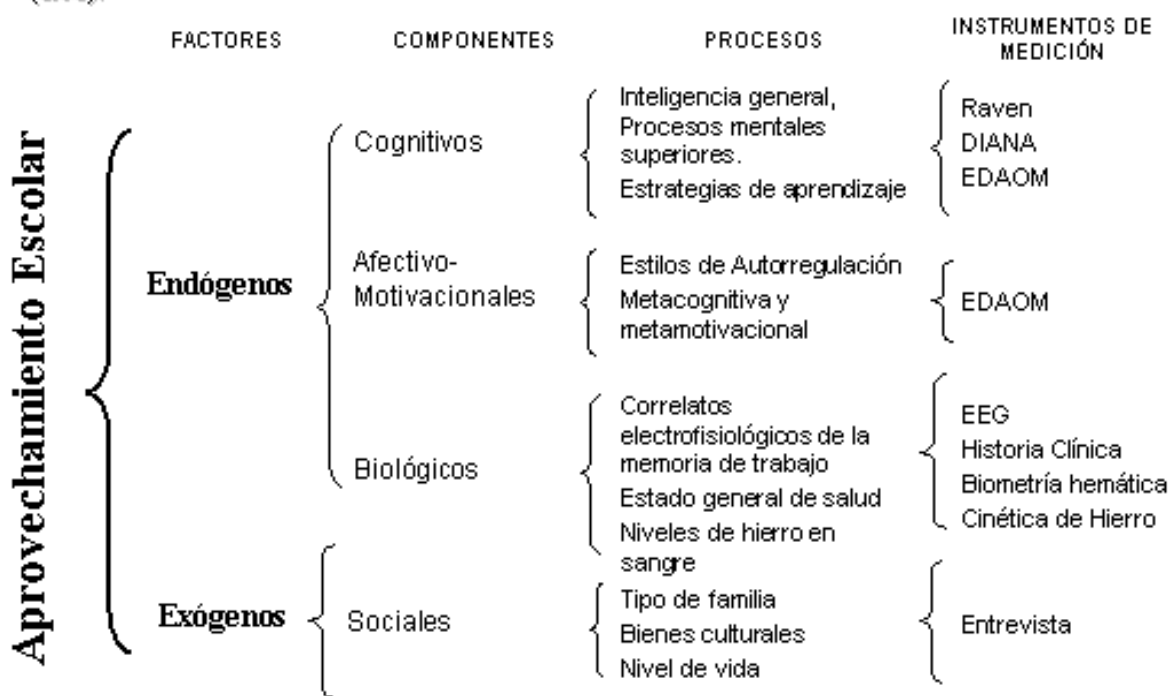 FACTORES
COMPONENTES
PROCESOS
INSTRUMENTOS DE
MEDICIÓN
Aprovechamiento Escolar
Endógenos
Cognitivos
Inteligencia general,
Procesos mentales
superiores.
Estrategias de aprendizaje
Raven
DIANA
EDAOM
Afectivo-
Motivacionales
Estilos de Autorregulación
Metacognitiva y
metamotivacional
EDAOM
Biológicos
Correlatos
electrofisiológicos de la
memoria de trabajo
Estado general de salud
Niveles de hierro en
sangre
EEG
Historia Clínica
Biometría hemática
Cinética de Hierro
Exógenos
Sociales
Tipo de familia
Bienes culturales
Nivel de vida
Entrevista